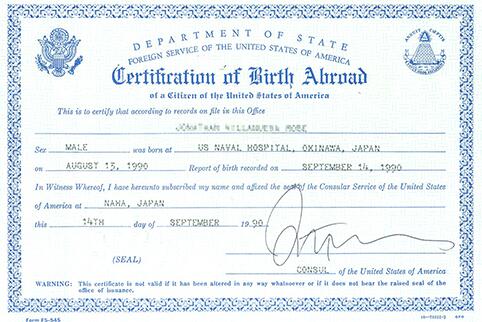 DEPARTMENT OF STATE
FOREIGN SERVICE OF THE UNITED STATES OF AMERICA
Certification of Birth Abroad
of a Citizen of the United States of America
This is to certify that according to records on file in this Office
JONATHAN VILLANUEVA ROSE
Sex MALE was born at US NAVAL HOSPITAL, OKINAWA, JAPAN
on AUGUST 13, 1990 Report of birth recorded on SEPTEMBER 14, 1990
In Witness Whereof, I have hereunto subscribed my name and affixed the seal of the Consular Service of the United States
of America at NAHA, JAPAN
this 14TH day of SEPTEMBER 19 90
(SEAL)
CONSUL of the United States of America
WARNING: This certificate is not valid if it has been altered in any way whatsoever or if it does not bear the raised seal of the
office of issuance.
Form FS-545
GPO